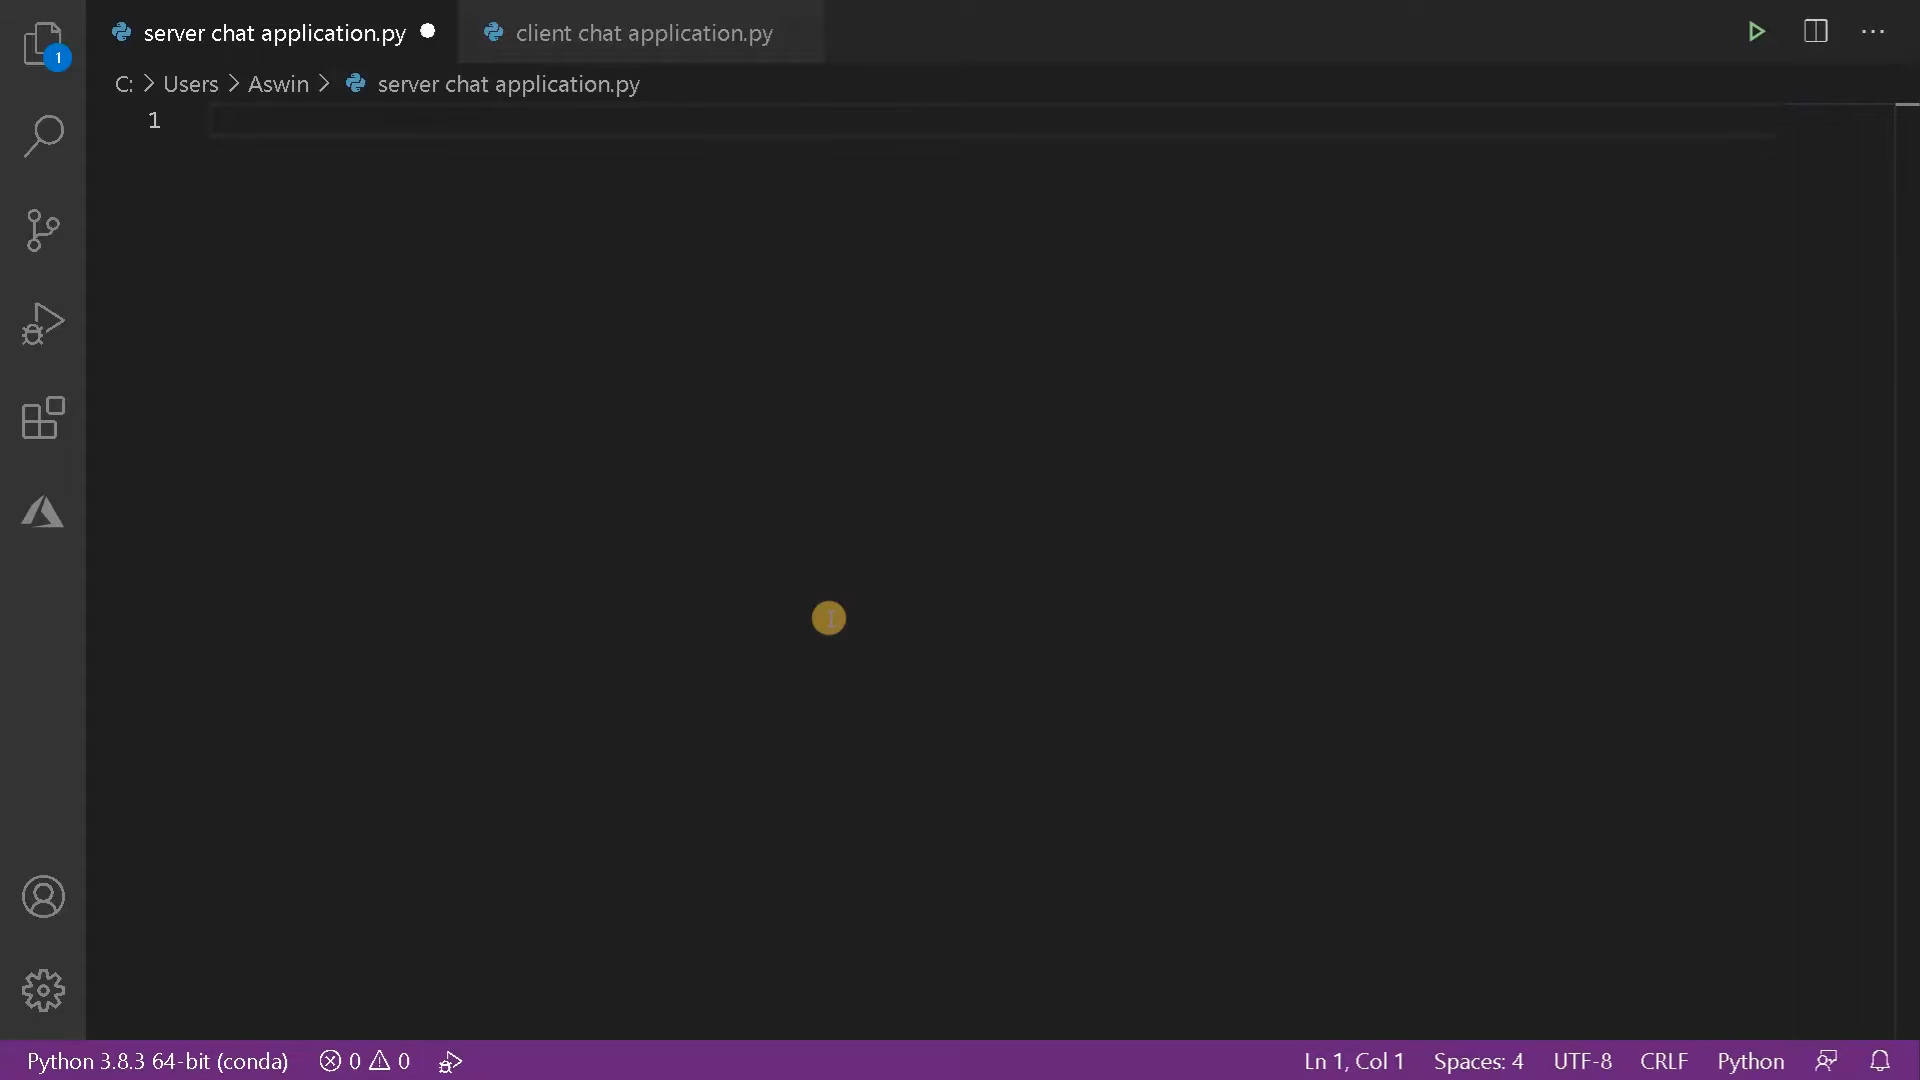 server chat application.py
client chat application.py
1
C: > Users > Aswin > server chat application.py
1
Python 3.8.3 64-bit (conda) 0 0
Ln 1, Col 1 Spaces: 4 UTF-8 CRLF Python